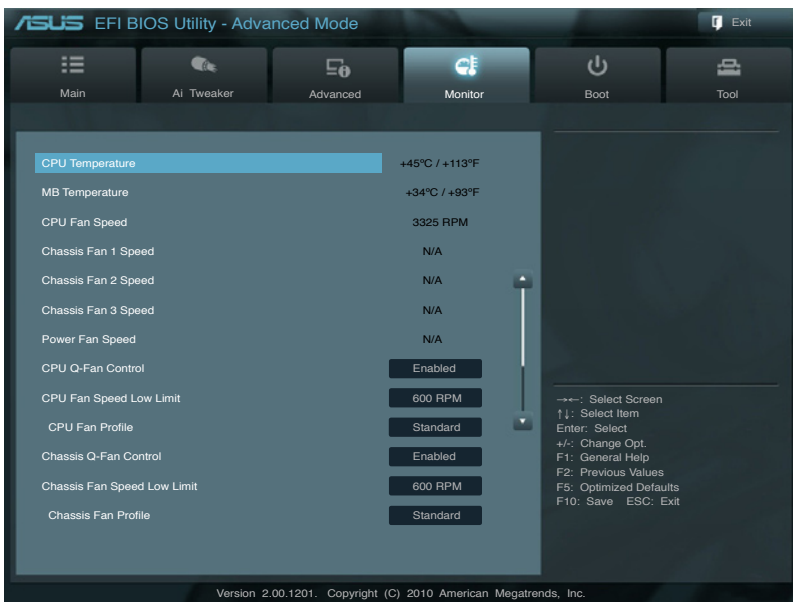 ASUS EFI BIOS Utility - Advanced Mode
Exit
Main Ai Tweaker Advanced Monitor Boot Tool
CPU Temperature +45ºC / +113ºF
MB Temperature +34ºC / +93ºF
CPU Fan Speed 3325 RPM
Chassis Fan 1 Speed N/A
Chassis Fan 2 Speed N/A
Chassis Fan 3 Speed N/A
Power Fan Speed N/A
CPU Q-Fan Control Enabled
CPU Fan Speed Low Limit 600 RPM
CPU Fan Profile Standard
Chassis Q-Fan Control Enabled
Chassis Fan Speed Low Limit 600 RPM
Chassis Fan Profile Standard
→←: Select Screen
↑↓: Select Item
Enter: Select
+/-: Change Opt.
F1: General Help
F2: Previous Values
F5: Optimized Defaults
F10: Save ESC: Exit
Version 2.00.1201. Copyright (C) 2010 American Megatrends, Inc.